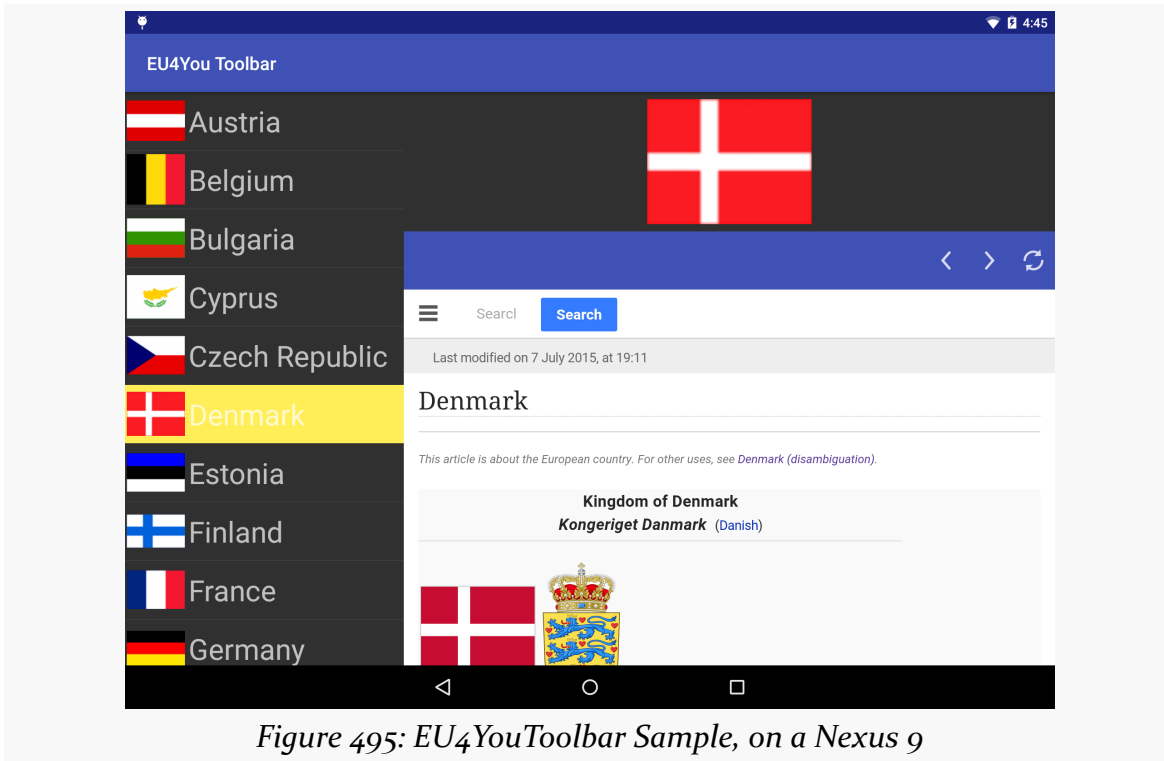 4:45
EU4You Toolbar
Austria
Belgium
Bulgaria
Cyprus
Czech Republic
Denmark
Estonia
Finland
France
Germany
Searcl
Search
Last modified on 7 July 2015, at 19:11
Denmark
This article is about the European country. For other uses, see Denmark (disambiguation).
Kingdom of Denmark
Kongeriget Danmark (Danish)
Figure 495: EU4YouToolbar Sample, on a Nexus 9